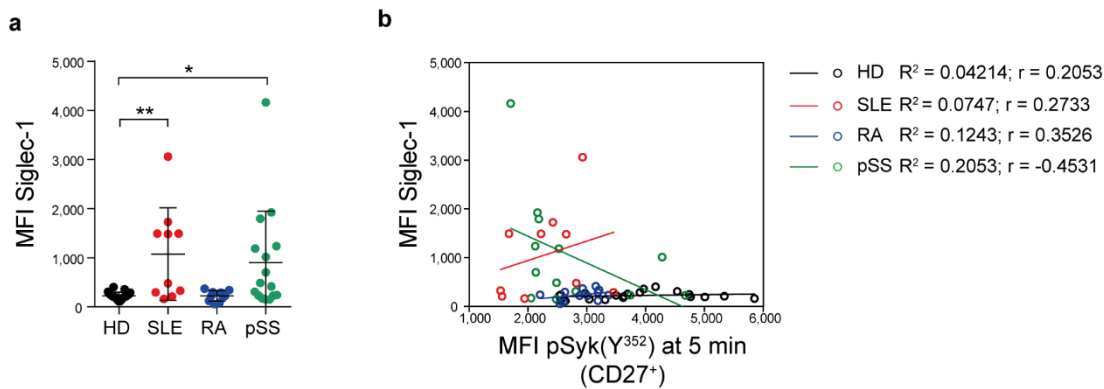 a
MFI Siglec-1
5,000
4,000
3,000
2,000
1,000
0
*
**
HD SLE RA pSS
b
MFI Siglec-1
5,000
4,000
3,000
2,000
1,000
0
1,000 2,000 3,000 4,000 5,000 6,000
MFI pSyk(Y³⁵²) at 5 min
(CD27⁺)
HD R² = 0.04214; r = 0.2053
SLE R² = 0.0747; r = 0.2733
RA R² = 0.1243; r = 0.3526
pSS R² = 0.2053; r = -0.4531